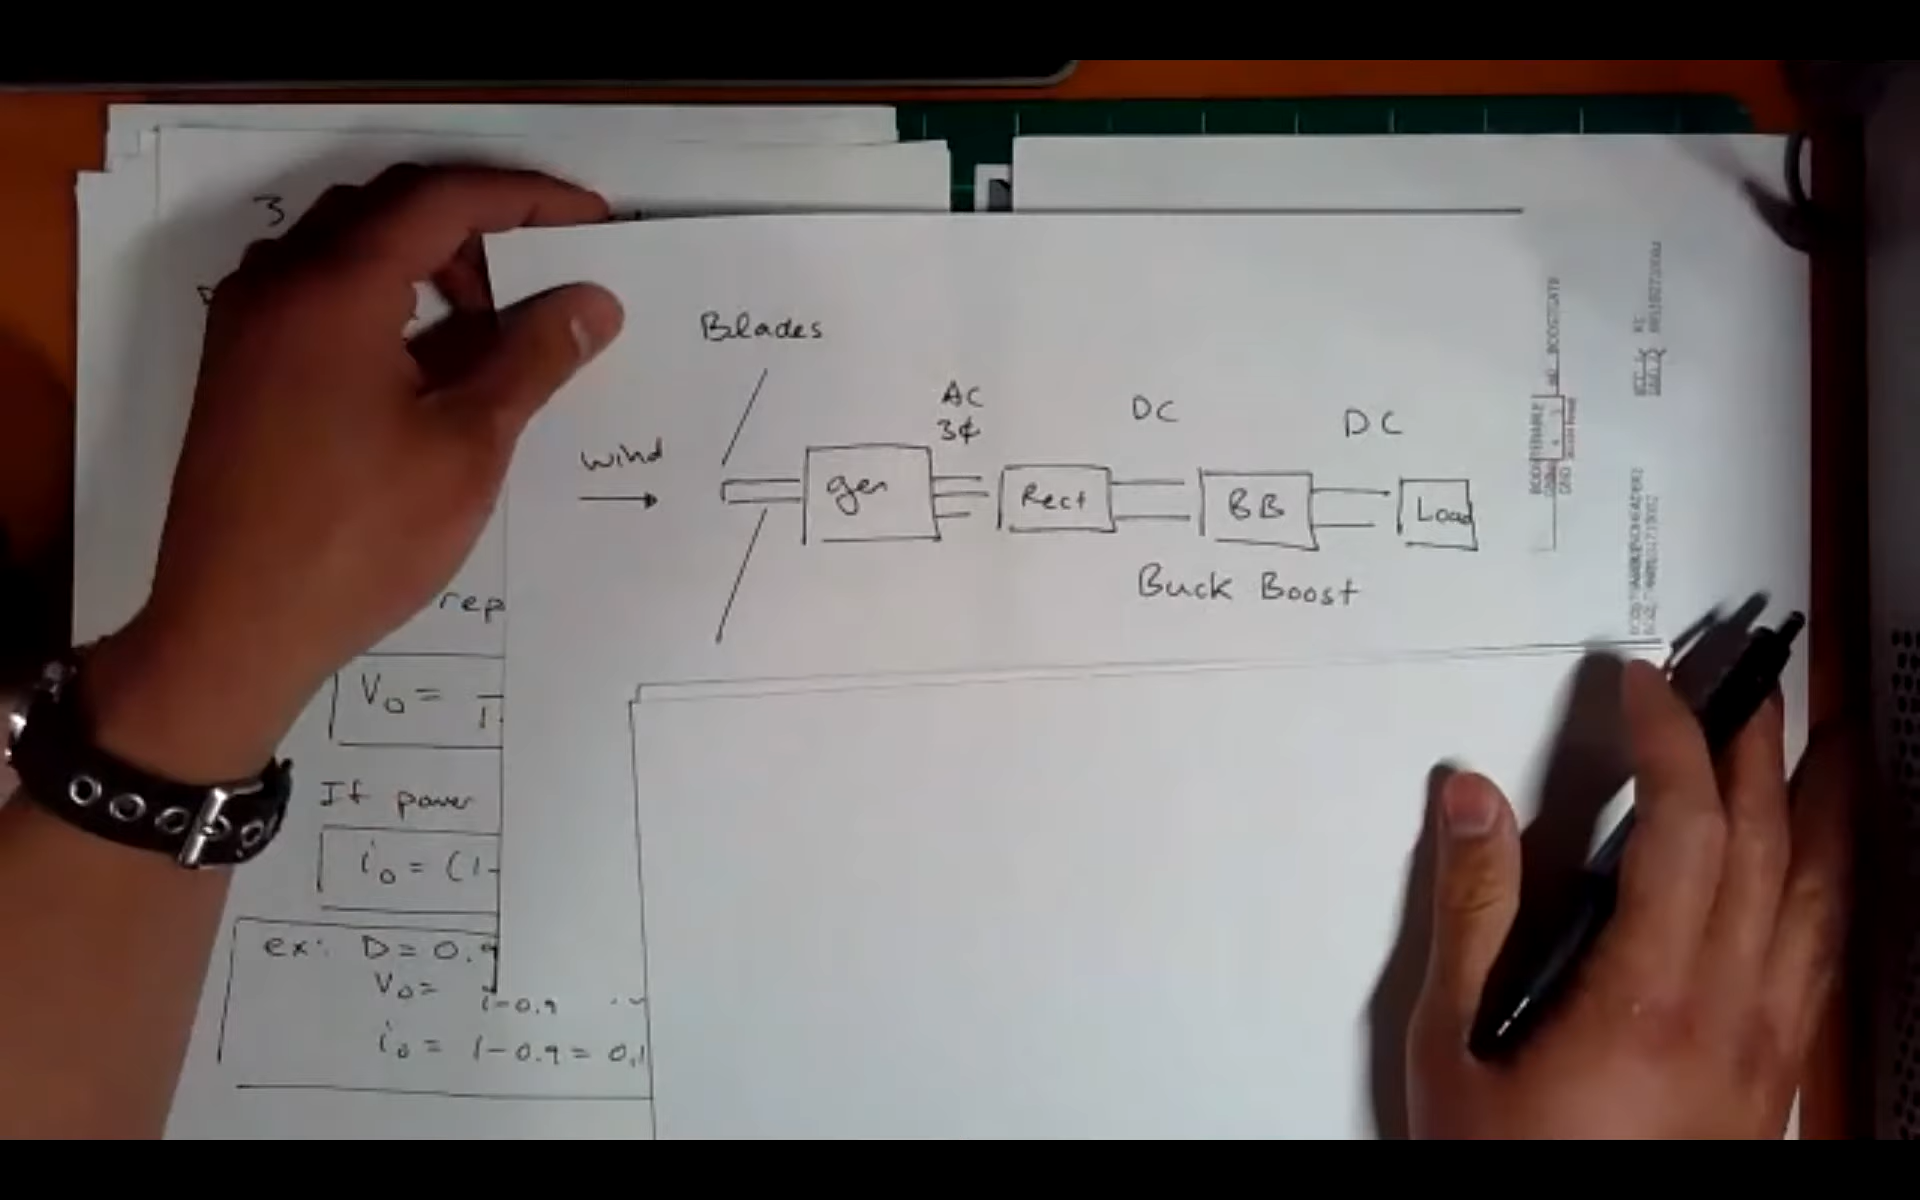 3
Blades
AC
3¢
DC
DC
wind
gen
Rect
BB
Load
Buck Boost
rep
V₀ =
If power
i₀ = (1-
ex: D = 0.9
V₀ =
1-0.9
i₀ = 1-0.9 = 0.1